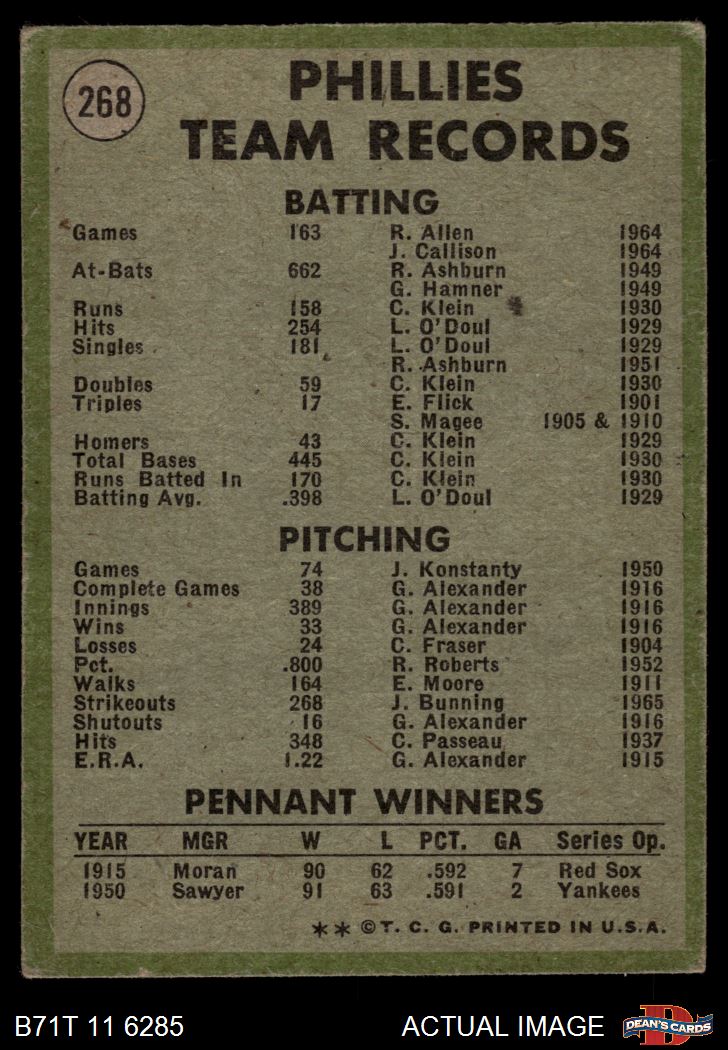 268
PHILLIES
TEAM RECORDS
BATTING
Games 163 R. Allen 1964
J. Callison 1964
At-Bats 662 R. Ashburn 1949
G. Hamner 1949
Runs 158 C. Klein 1930
Hits 254 L. O'Doul 1929
Singles 181 L. O'Doul 1929
R. Ashburn 1951
Doubles 59 C. Klein 1930
Triples 17 E. Flick 1901
S. Magee 1905 & 1910
Homers 43 C. Klein 1929
Total Bases 445 C. Klein 1930
Runs Batted In 170 C. Klein 1930
Batting Avg. .398 L. O'Doul 1929
PITCHING
Games 74 J. Konstanty 1950
Complete Games 38 G. Alexander 1916
Innings 389 G. Alexander 1916
Wins 33 G. Alexander 1916
Losses 24 C. Fraser 1904
Pct. .800 R. Roberts 1952
Walks 164 E. Moore 1911
Strikeouts 268 J. Bunning 1965
Shutouts 16 G. Alexander 1916
Hits 348 C. Passeau 1937
E.R.A. 1.22 G. Alexander 1915
PENNANT WINNERS
YEAR MGR W L PCT. GA Series Op.
1915 Moran 90 62 .592 7 Red Sox
1950 Sawyer 91 63 .591 2 Yankees
** © T. C. G. PRINTED IN U.S.A.
B71T 11 6285 ACTUAL IMAGE D DEAN'S CARDS